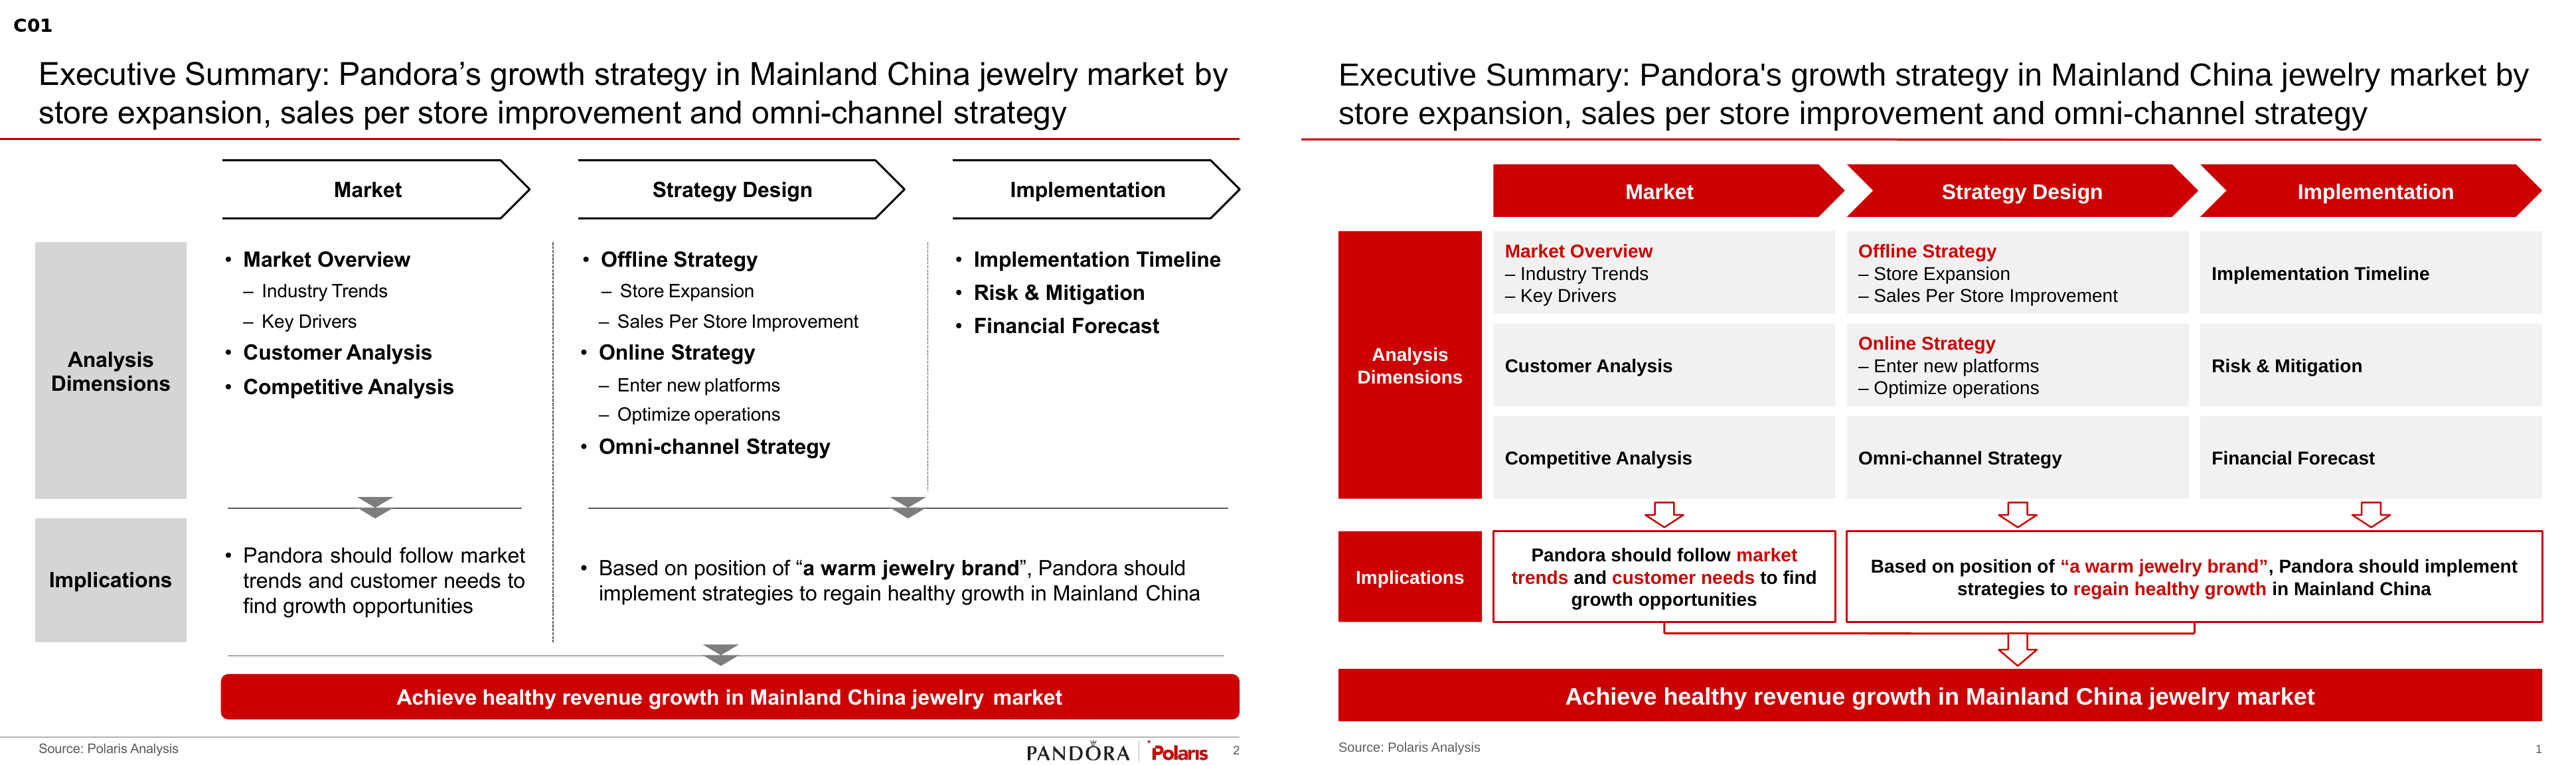 C01
Executive Summary: Pandora’s growth strategy in Mainland China jewelry market by
store expansion, sales per store improvement and omni-channel strategy
Market
Strategy Design
Implementation
Analysis
Dimensions
• Market Overview
– Industry Trends
– Key Drivers
• Customer Analysis
• Competitive Analysis
• Offline Strategy
– Store Expansion
– Sales Per Store Improvement
• Online Strategy
– Enter new platforms
– Optimize operations
• Omni-channel Strategy
• Implementation Timeline
• Risk & Mitigation
• Financial Forecast
Implications
• Pandora should follow market
trends and customer needs to
find growth opportunities
• Based on position of “a warm jewelry brand”, Pandora should
implement strategies to regain healthy growth in Mainland China
Achieve healthy revenue growth in Mainland China jewelry market
Source: Polaris Analysis
PANDORA
Polaris
2
Executive Summary: Pandora's growth strategy in Mainland China jewelry market by
store expansion, sales per store improvement and omni-channel strategy
Market
Strategy Design
Implementation
Analysis
Dimensions
Market Overview
– Industry Trends
– Key Drivers
Offline Strategy
– Store Expansion
– Sales Per Store Improvement
Implementation Timeline
Customer Analysis
Online Strategy
– Enter new platforms
– Optimize operations
Risk & Mitigation
Competitive Analysis
Omni-channel Strategy
Financial Forecast
Implications
Pandora should follow market
trends and customer needs to find
growth opportunities
Based on position of “a warm jewelry brand”, Pandora should implement
strategies to regain healthy growth in Mainland China
Achieve healthy revenue growth in Mainland China jewelry market
Source: Polaris Analysis
1